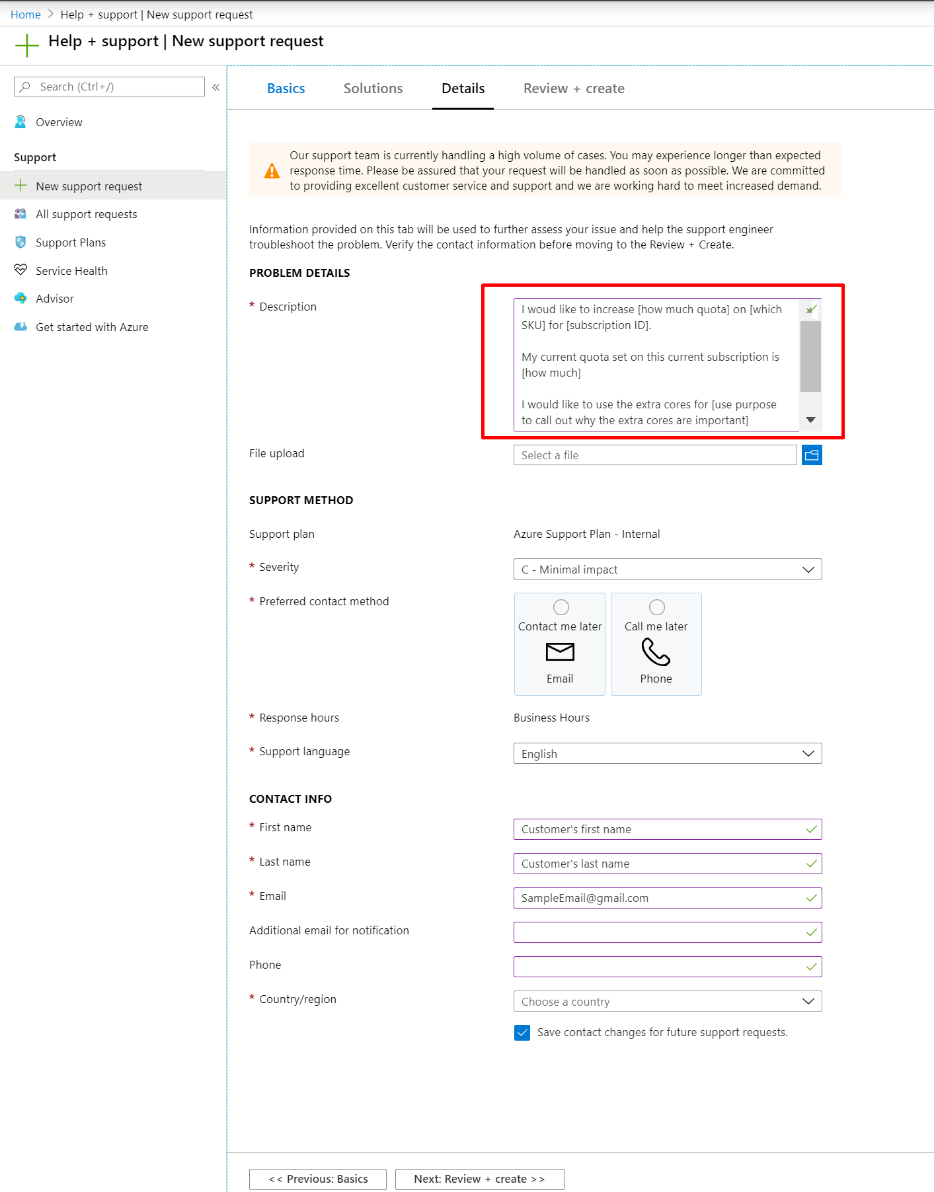 Home > Help + support | New support request
Help + support | New support request
Search (Ctrl+/)
«
Overview
Support
New support request
All support requests
Support Plans
Service Health
Advisor
Get started with Azure
Basics Solutions Details Review + create
Our support team is currently handling a high volume of cases. You may experience longer than expected
response time. Please be assured that your request will be handled as soon as possible. We are committed
to providing excellent customer service and support and we are working hard to meet increased demand.
Information provided on this tab will be used to further assess your issue and help the support engineer
troubleshoot the problem. Verify the contact information before moving to the Review + Create.
PROBLEM DETAILS
* Description
I woud like to increase [how much quota] on [which
SKU] for [subscription ID].
My current quota set on this current subscription is
[how much]
I would like to use the extra cores for [use purpose
to call out why the extra cores are important]
File upload
Select a file
SUPPORT METHOD
Support plan Azure Support Plan - Internal
* Severity C - Minimal impact
* Preferred contact method
Contact me later Call me later
Email Phone
* Response hours Business Hours
* Support language English
CONTACT INFO
* First name Customer's first name
* Last name Customer's last name
* Email SampleEmail@gmail.com
Additional email for notification
Phone
* Country/region Choose a country
Save contact changes for future support requests.
<< Previous: Basics Next: Review + create >>